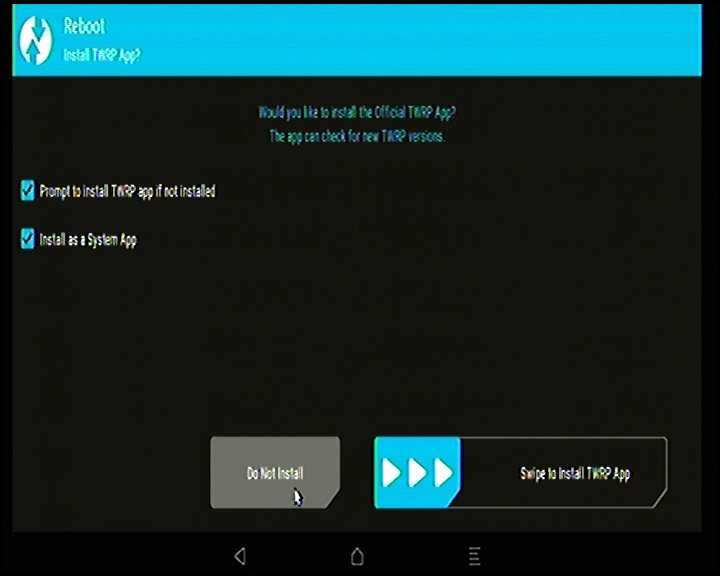 Reboot
Install TWRP App?
Would you like to install the Official TWRP App?
The app can check for new TWRP versions.
Prompt to install TWRP app if not installed
Install as a System App
Do Not Install
Swipe to Install TWRP App